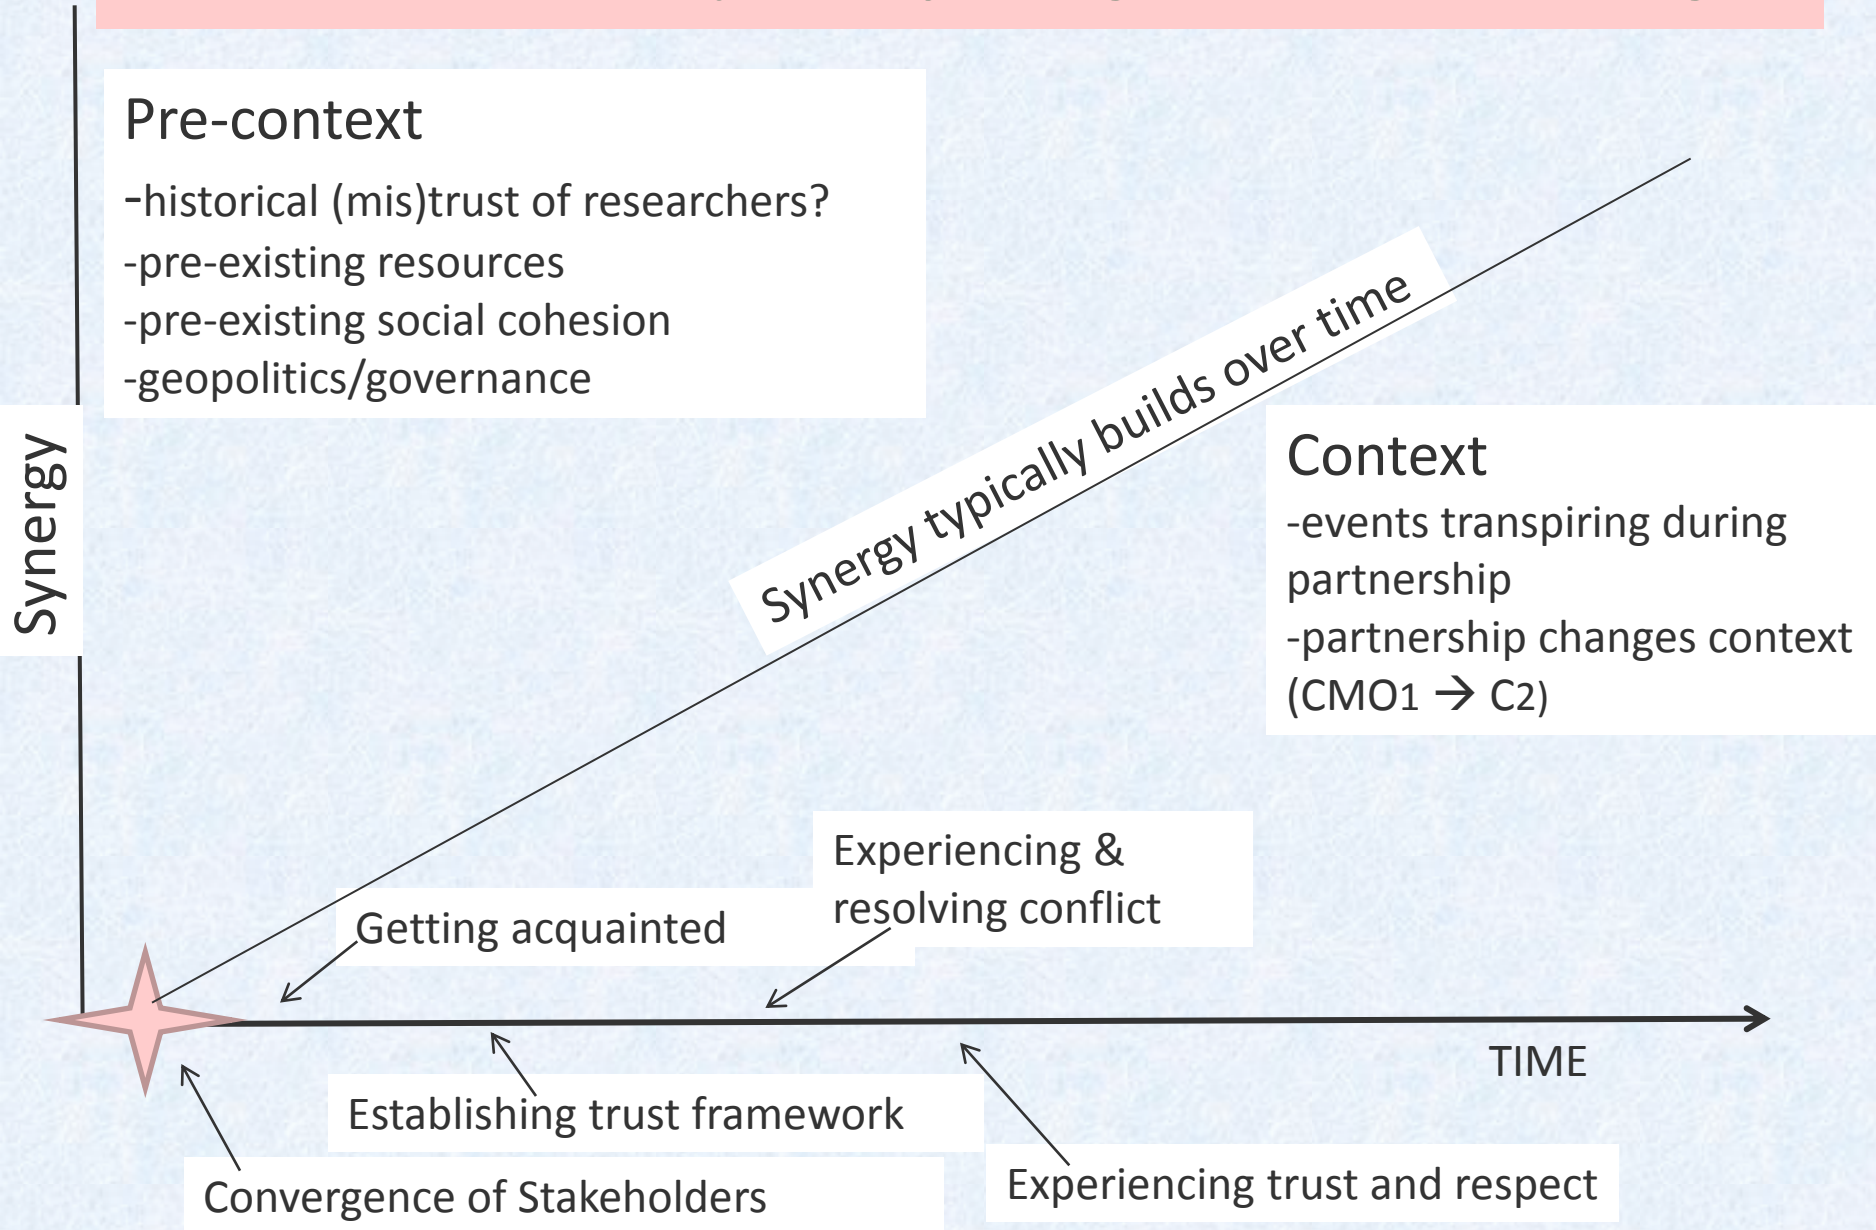 Pre-context
-historical (mis)trust of researchers?
-pre-existing resources
-pre-existing social cohesion
-geopolitics/governance
Synergy
Synergy typically builds over time
Context
-events transpiring during
partnership
-partnership changes context
(CMO1 → C2)
Experiencing &
resolving conflict
Getting acquainted
TIME
Establishing trust framework
Experiencing trust and respect
Convergence of Stakeholders